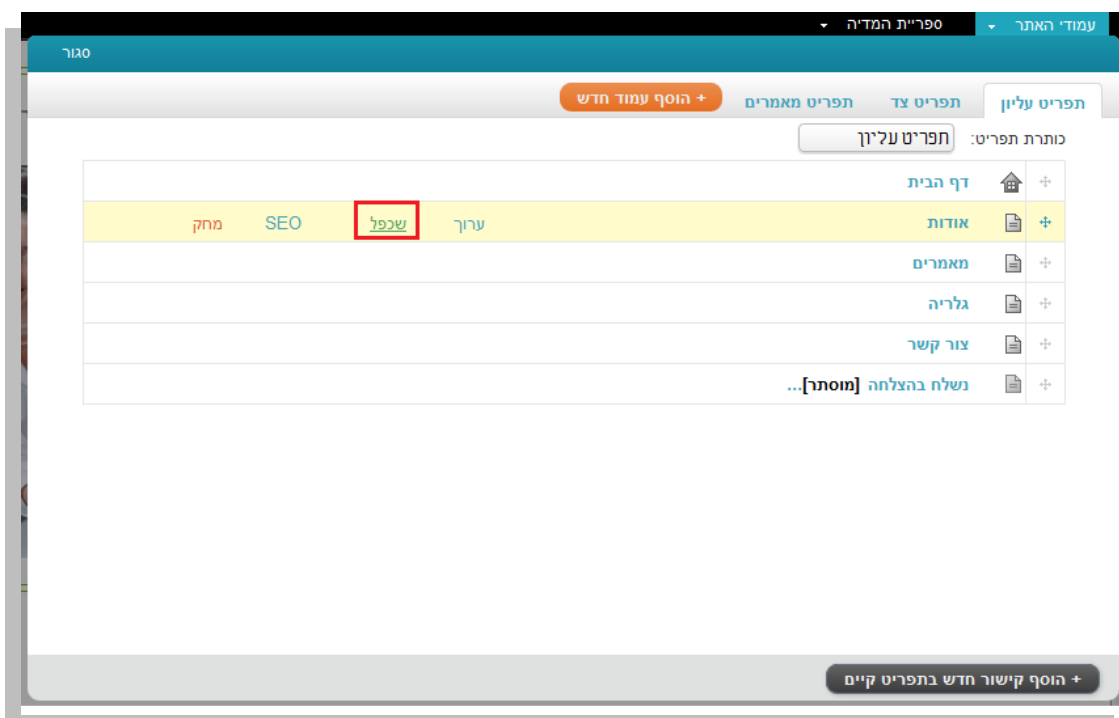 עמודי האתר ספריית המדיה
סגור
תפריט עליון תפריט צד תפריט מאמרים + הוסף עמוד חדש
כותרת תפריט: תפריט עליון
דף הבית
אודות ערוך שכפל SEO מחק
מאמרים
גלריה
צור קשר
נשלח בהצלחה [מוסתר]...
+ הוסף קישור חדש בתפריט קיים